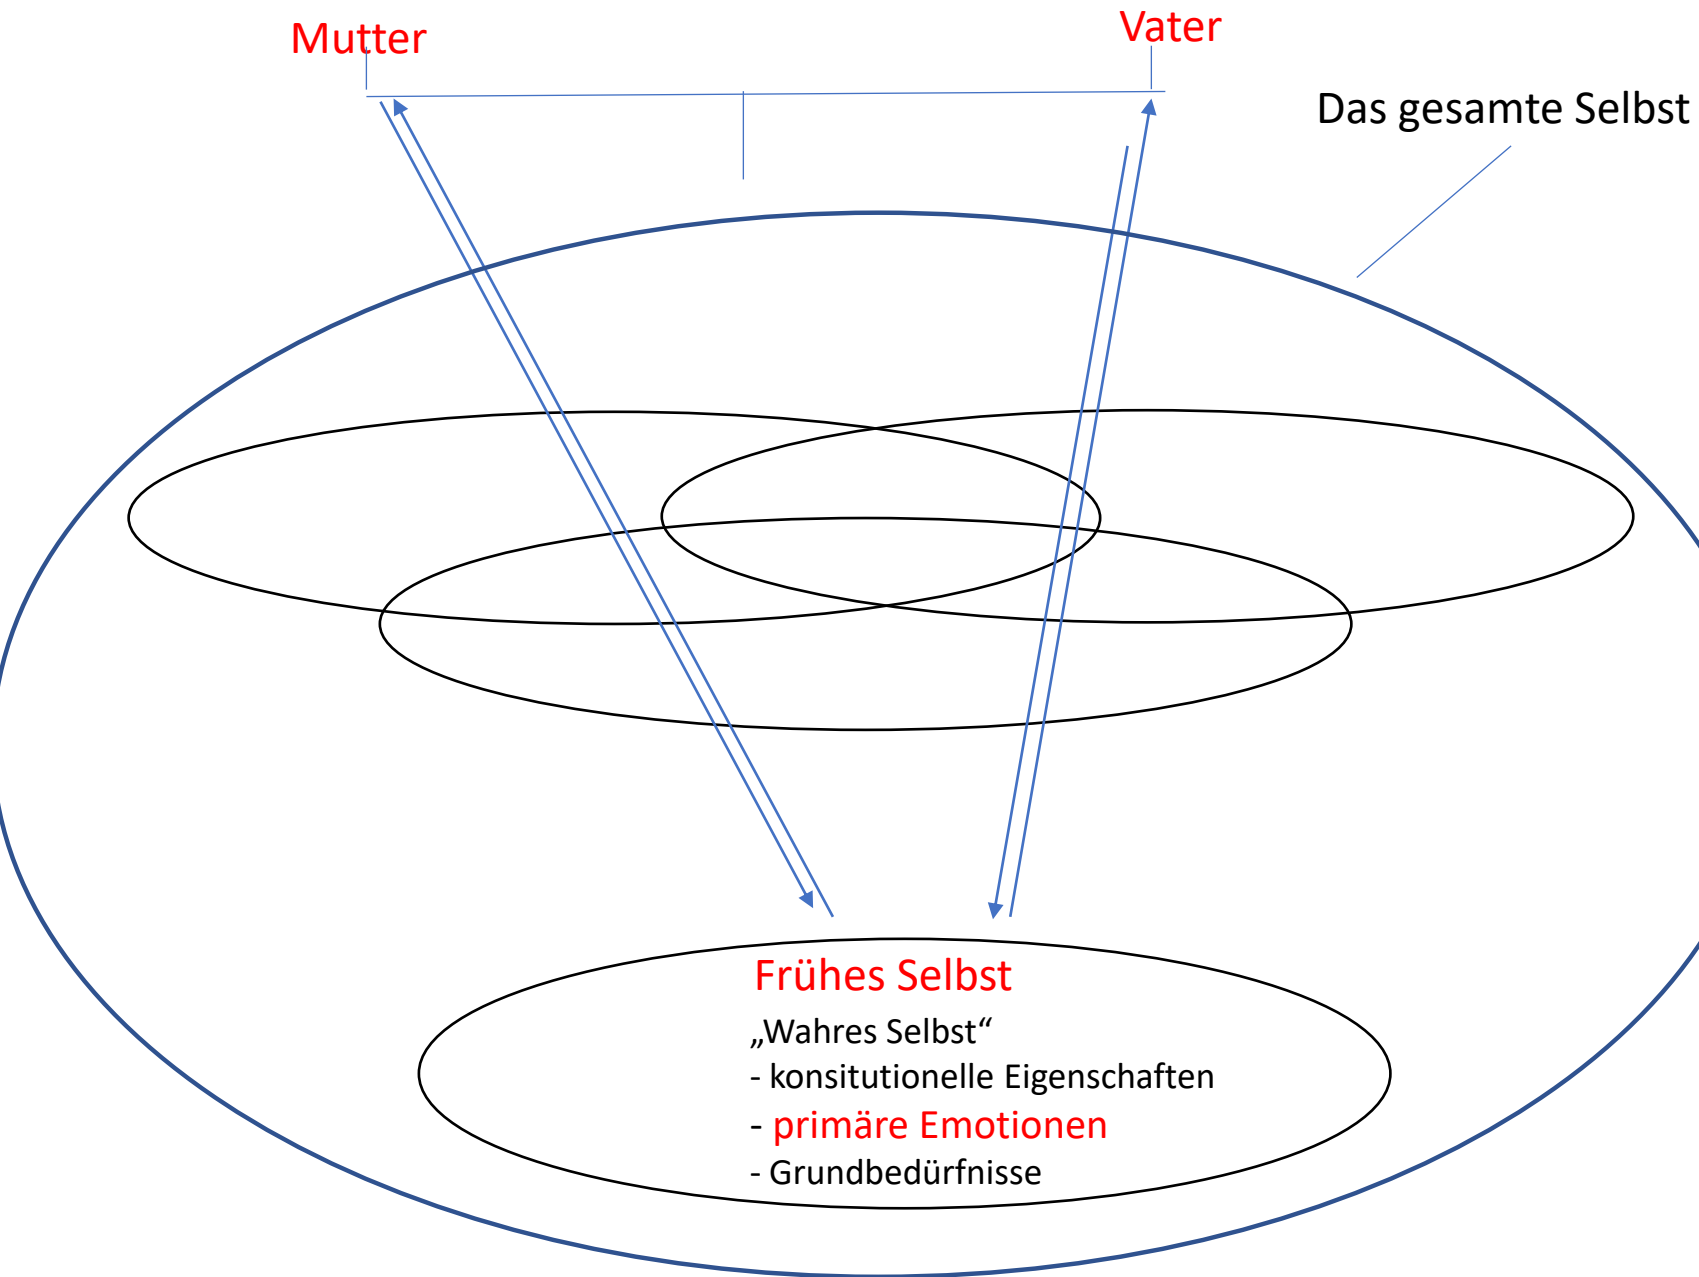 Mutter
Vater
Das gesamte Selbst
Frühes Selbst
„Wahres Selbst“
- konsitutionelle Eigenschaften
- primäre Emotionen
- Grundbedürfnisse